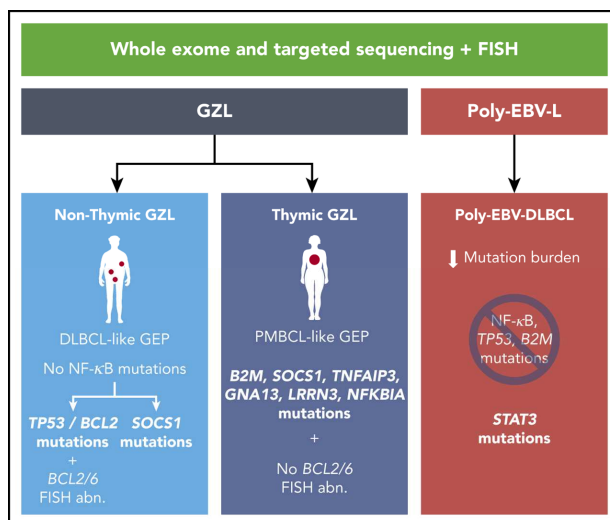 Whole exome and targeted sequencing + FISH
GZL
Poly-EBV-L
Non-Thymic GZL
DLBCL-like GEP
No NF-κB mutations
TP53 / BCL2
mutations
+
BCL2/6
FISH abn.
SOCS1
mutations
Thymic GZL
PMBCL-like GEP
B2M, SOCS1, TNFAIP3,
GNA13, LRRN3, NFKBIA
mutations
+
No BCL2/6
FISH abn.
Poly-EBV-DLBCL
Mutation burden
NF-κB,
TP53, B2M
mutations
STAT3
mutations